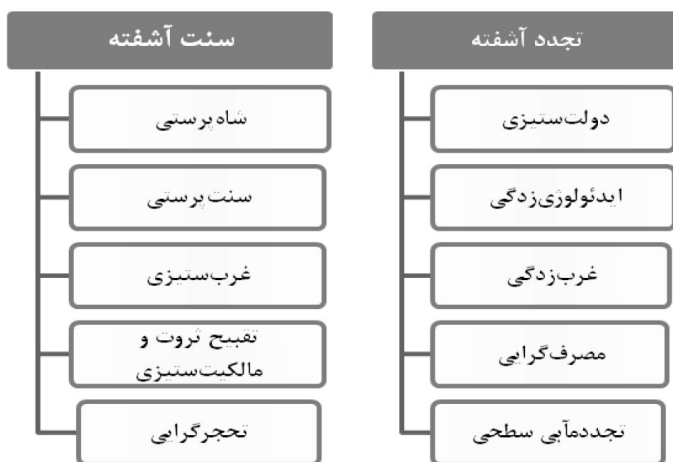 تجدد آشفته
دولت‌ستیزی
ایدئولوژی‌زدگی
غرب‌زدگی
مصرف‌گرایی
تجددمآبی سطحی
سنت آشفته
شاه‌پرستی
سنت‌پرستی
غرب‌ستیزی
تقبیح ثروت و
مالکیت‌ستیزی
تحجرگرایی